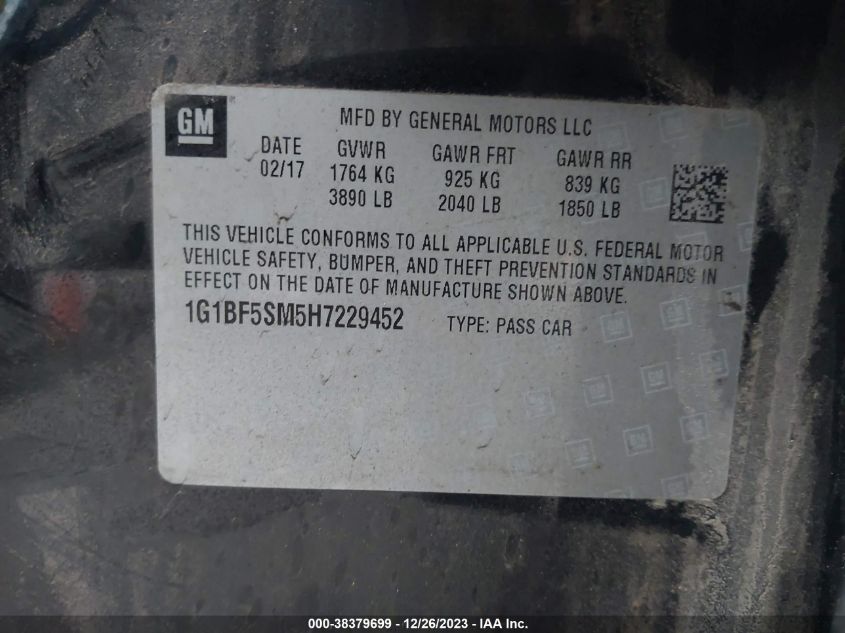 GM
MFD BY GENERAL MOTORS LLC
DATE GVWR GAWR FRT GAWR RR
02/17 1764 KG 925 KG 839 KG
3890 LB 2040 LB 1850 LB
THIS VEHICLE CONFORMS TO ALL APPLICABLE U.S. FEDERAL MOTOR
VEHICLE SAFETY, BUMPER, AND THEFT PREVENTION STANDARDS IN
EFFECT ON THE DATE OF MANUFACTURE SHOWN ABOVE.
1G1BF5SM5H7229452 TYPE: PASS CAR
000-38379699 - 12/26/2023 - IAA Inc.